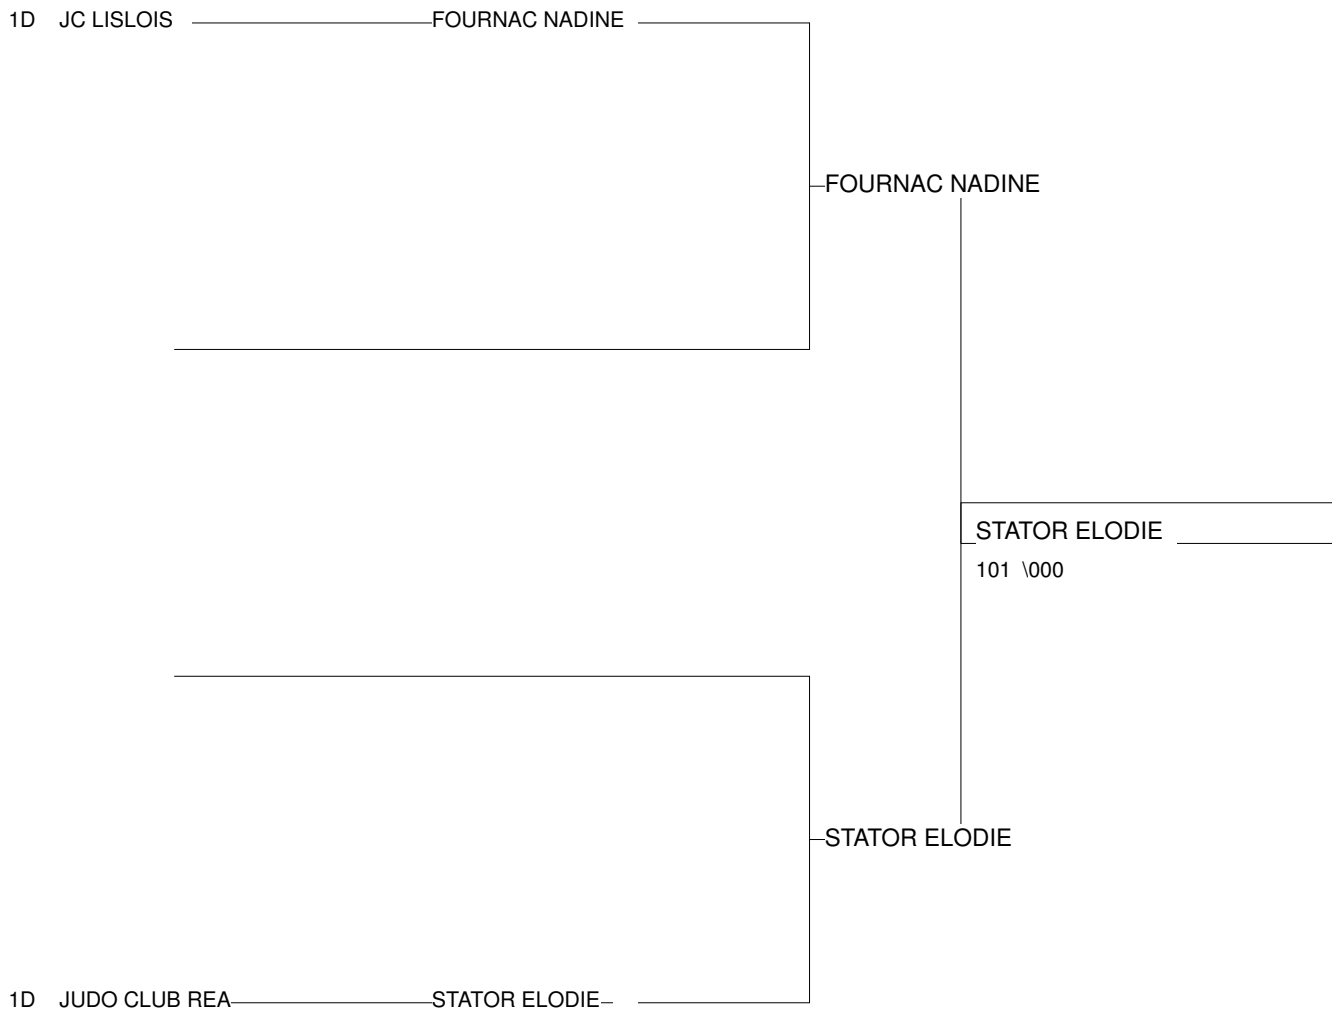 1D JC LISLOIS FOURNAC NADINE
FOURNAC NADINE
STATOR ELODIE
101 \000
STATOR ELODIE
1D JUDO CLUB REA STATOR ELODIE